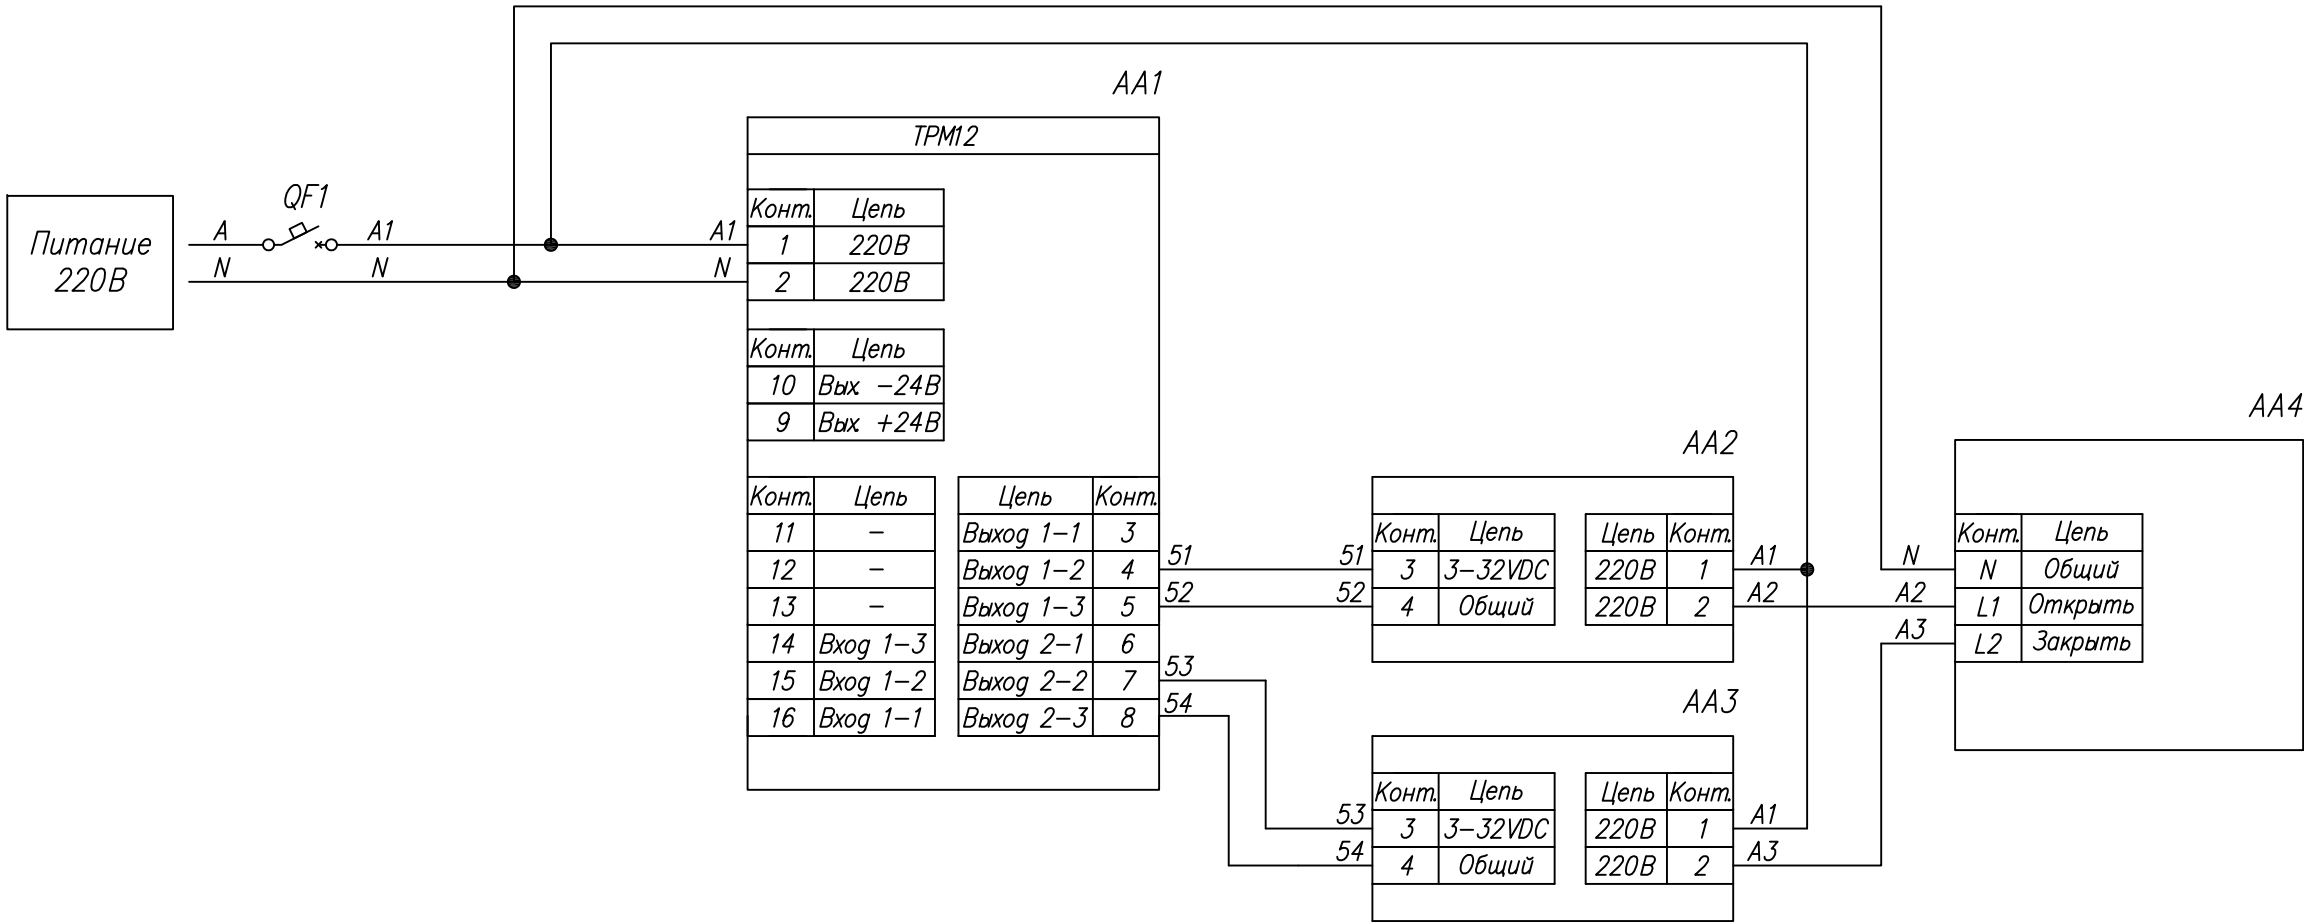 AA1
ТРМ12
QF1
Питание
220В
A
A1
A1
N
N
N
Конт. Цепь
1 220В
2 220В
Конт. Цепь
10 Вых. -24В
9 Вых. +24В
Конт. Цепь
11 -
12 -
13 -
14 Вход 1-3
15 Вход 1-2
16 Вход 1-1
Цепь Конт.
Выход 1-1 3
Выход 1-2 4
Выход 1-3 5
Выход 2-1 6
Выход 2-2 7
Выход 2-3 8
51
52
53
54
AA2
51
52
Конт. Цепь
3 3-32VDC
4 Общий
Цепь Конт.
220В 1
220В 2
A1
A2
AA3
53
54
Конт. Цепь
3 3-32VDC
4 Общий
Цепь Конт.
220В 1
220В 2
A1
A3
AA4
N
A2
A3
Конт. Цепь
N Общий
L1 Открыть
L2 Закрыть